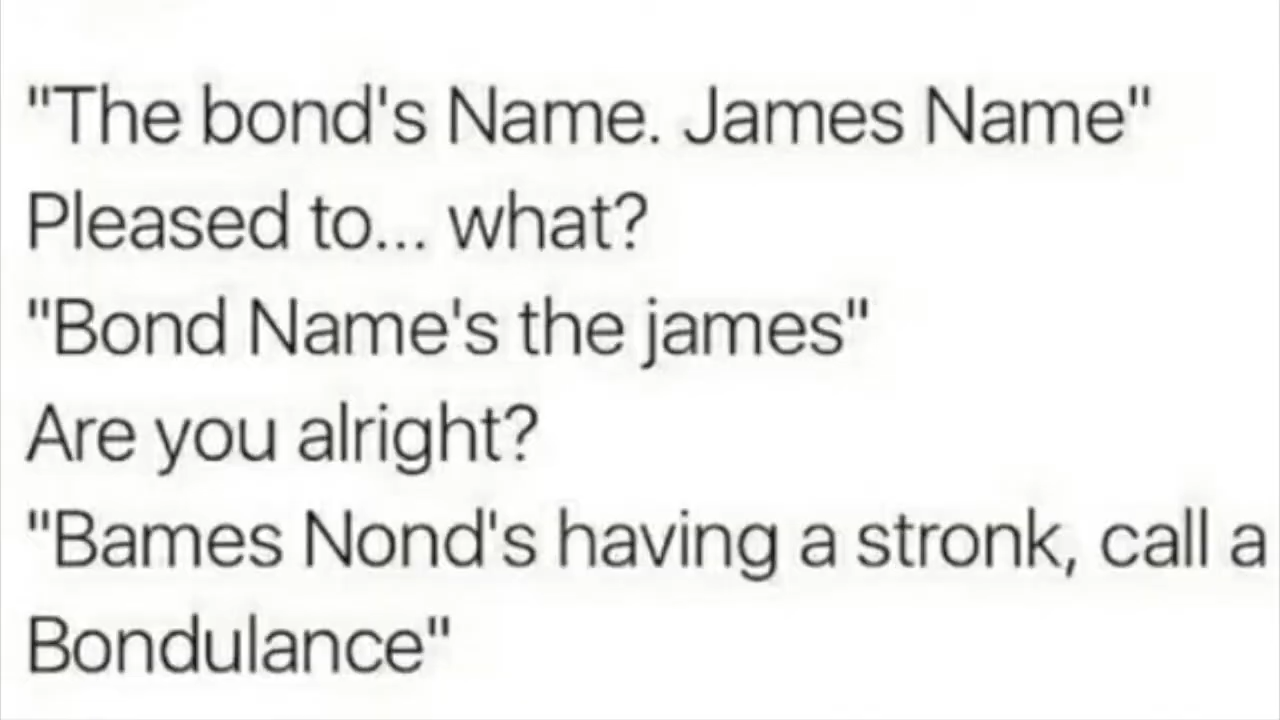 "The bond's Name. James Name"
Pleased to... what?
"Bond Name's the james"
Are you alright?
"Bames Nond's having a stronk, call a
Bondulance"